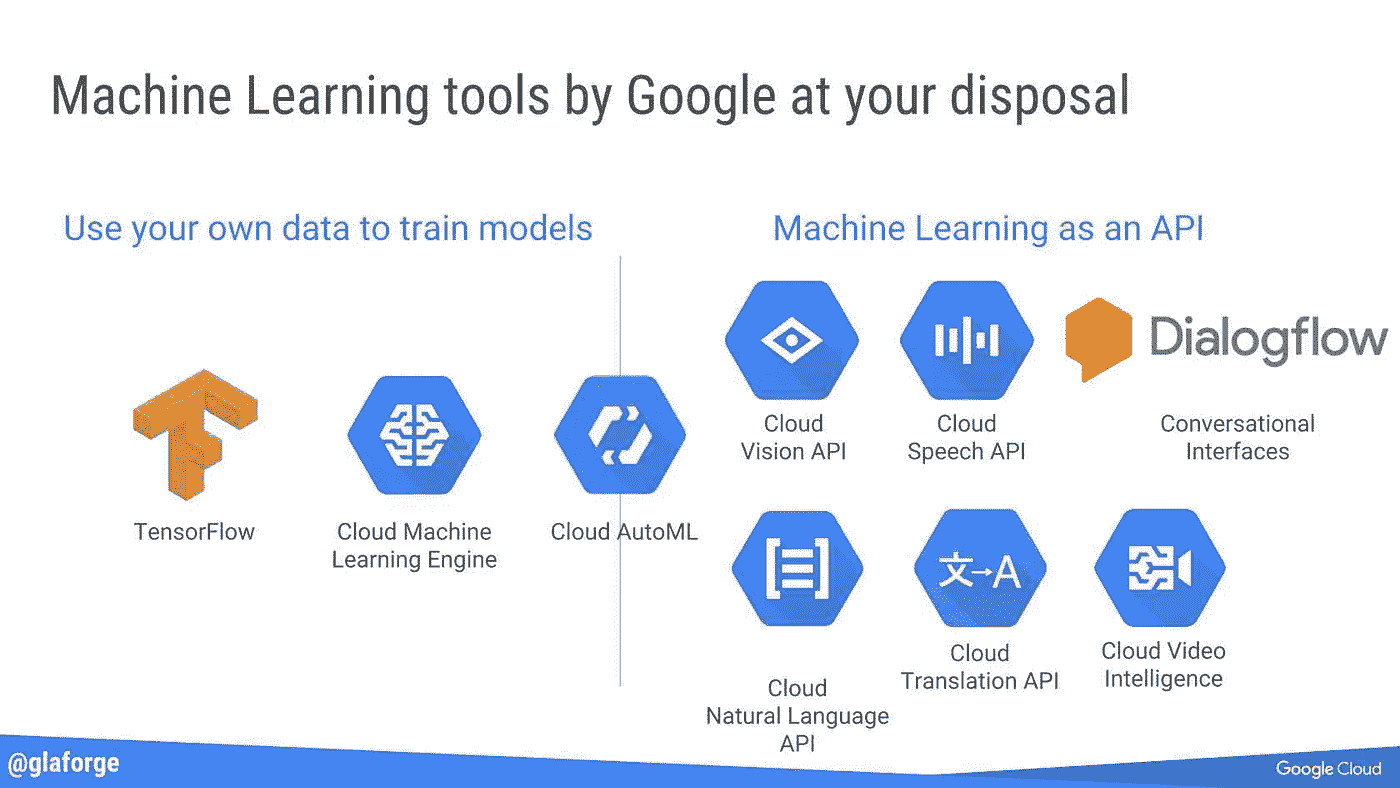 Machine Learning tools by Google at your disposal
Use your own data to train models
TensorFlow
Cloud Machine
Learning Engine
Cloud AutoML
Machine Learning as an API
Cloud
Vision API
Cloud
Speech API
Dialogflow
Conversational
Interfaces
Cloud
Natural Language
API
文→A
Cloud
Translation API
Cloud Video
Intelligence
@glaforge
Google Cloud